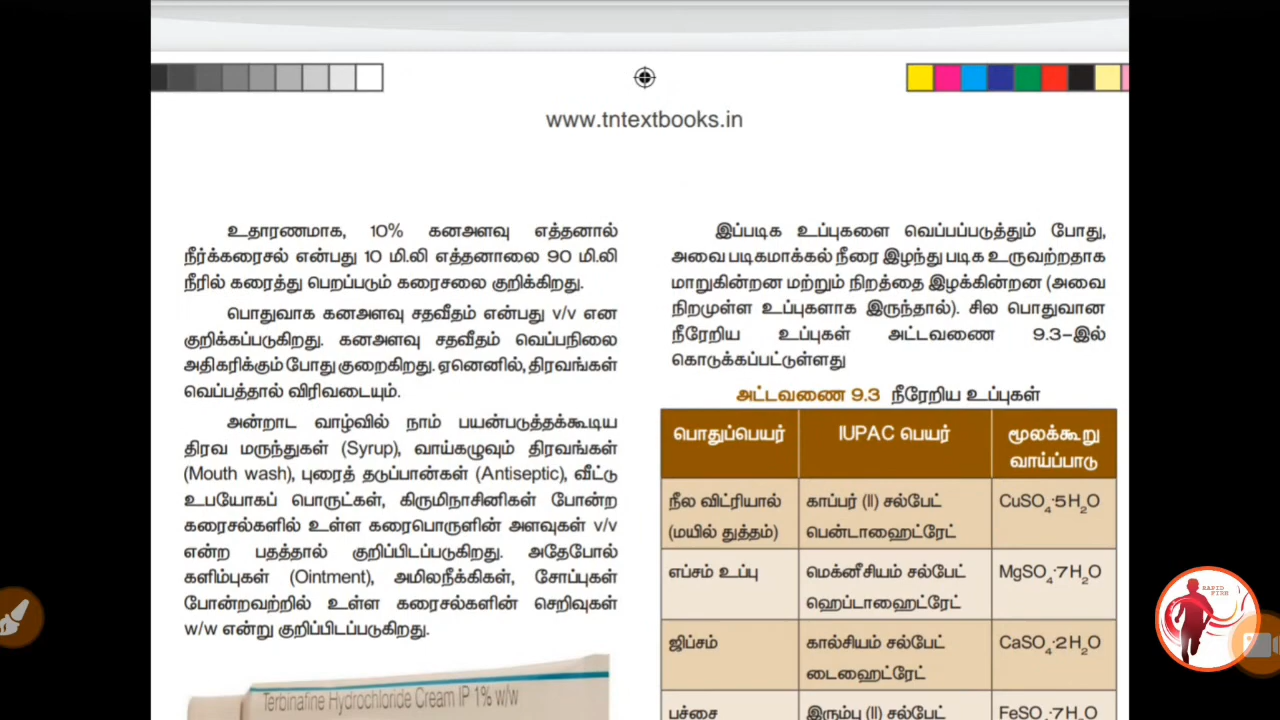 www.tntextbooks.in
உதாரணமாக, 10% கனஅளவு எத்தனால்
நீர்க்கரைசல் என்பது 10 மி.லி எத்தனாலை 90 மி.லி
நீரில் கரைத்து பெறப்படும் கரைசலை குறிக்கிறது.
பொதுவாக கனஅளவு சதவீதம் என்பது v/v என
குறிக்கப்படுகிறது. கனஅளவு சதவீதம் வெப்பநிலை
அதிகரிக்கும் போது குறைகிறது. ஏனெனில், திரவங்கள்
வெப்பத்தால் விரிவடையும்.
அன்றாட வாழ்வில் நாம் பயன்படுத்தக்கூடிய
திரவ மருந்துகள் (Syrup), வாய்கழுவும் திரவங்கள்
(Mouth wash), புரைத் தடுப்பான்கள் (Antiseptic), வீட்டு
உபயோகப் பொருட்கள், கிருமிநாசினிகள் போன்ற
கரைசல்களில் உள்ள கரைபொருளின் அளவுகள் v/v
என்ற பதத்தால் குறிப்பிடப்படுகிறது. அதேபோல்
களிம்புகள் (Ointment), அமிலநீக்கிகள், சோப்புகள்
போன்றவற்றில் உள்ள கரைசல்களின் செறிவுகள்
w/w என்று குறிப்பிடப்படுகிறது.
Terbinafine Hydrochloride Cream IP 1% w/w
இப்படிக உப்புகளை வெப்பப்படுத்தும் போது,
அவை படிகமாக்கல் நீரை இழந்து படிக உருவற்றதாக
மாறுகின்றன மற்றும் நிறத்தை இழக்கின்றன (அவை
நிறமுள்ள உப்புகளாக இருந்தால்). சில பொதுவான
நீரேறிய உப்புகள் அட்டவணை 9.3-இல்
கொடுக்கப்பட்டுள்ளது
அட்டவணை 9.3 நீரேறிய உப்புகள்
பொதுப்பெயர் IUPAC பெயர் மூலக்கூறு
வாய்ப்பாடு
நீல விட்ரியால் காப்பர் (II) சல்பேட் CuSO₄·5H₂O
(மயில் துத்தம்) பென்டாஹைட்ரேட்
எப்சம் உப்பு மெக்னீசியம் சல்பேட் MgSO₄·7H₂O
ஹெப்டாஹைட்ரேட்
ஜிப்சம் கால்சியம் சல்பேட் CaSO₄·2H₂O
டைஹைட்ரேட்
பச்சை இரும்பு (II) சல்பேட் FeSO₄·7H₂O
RAPID
FISH